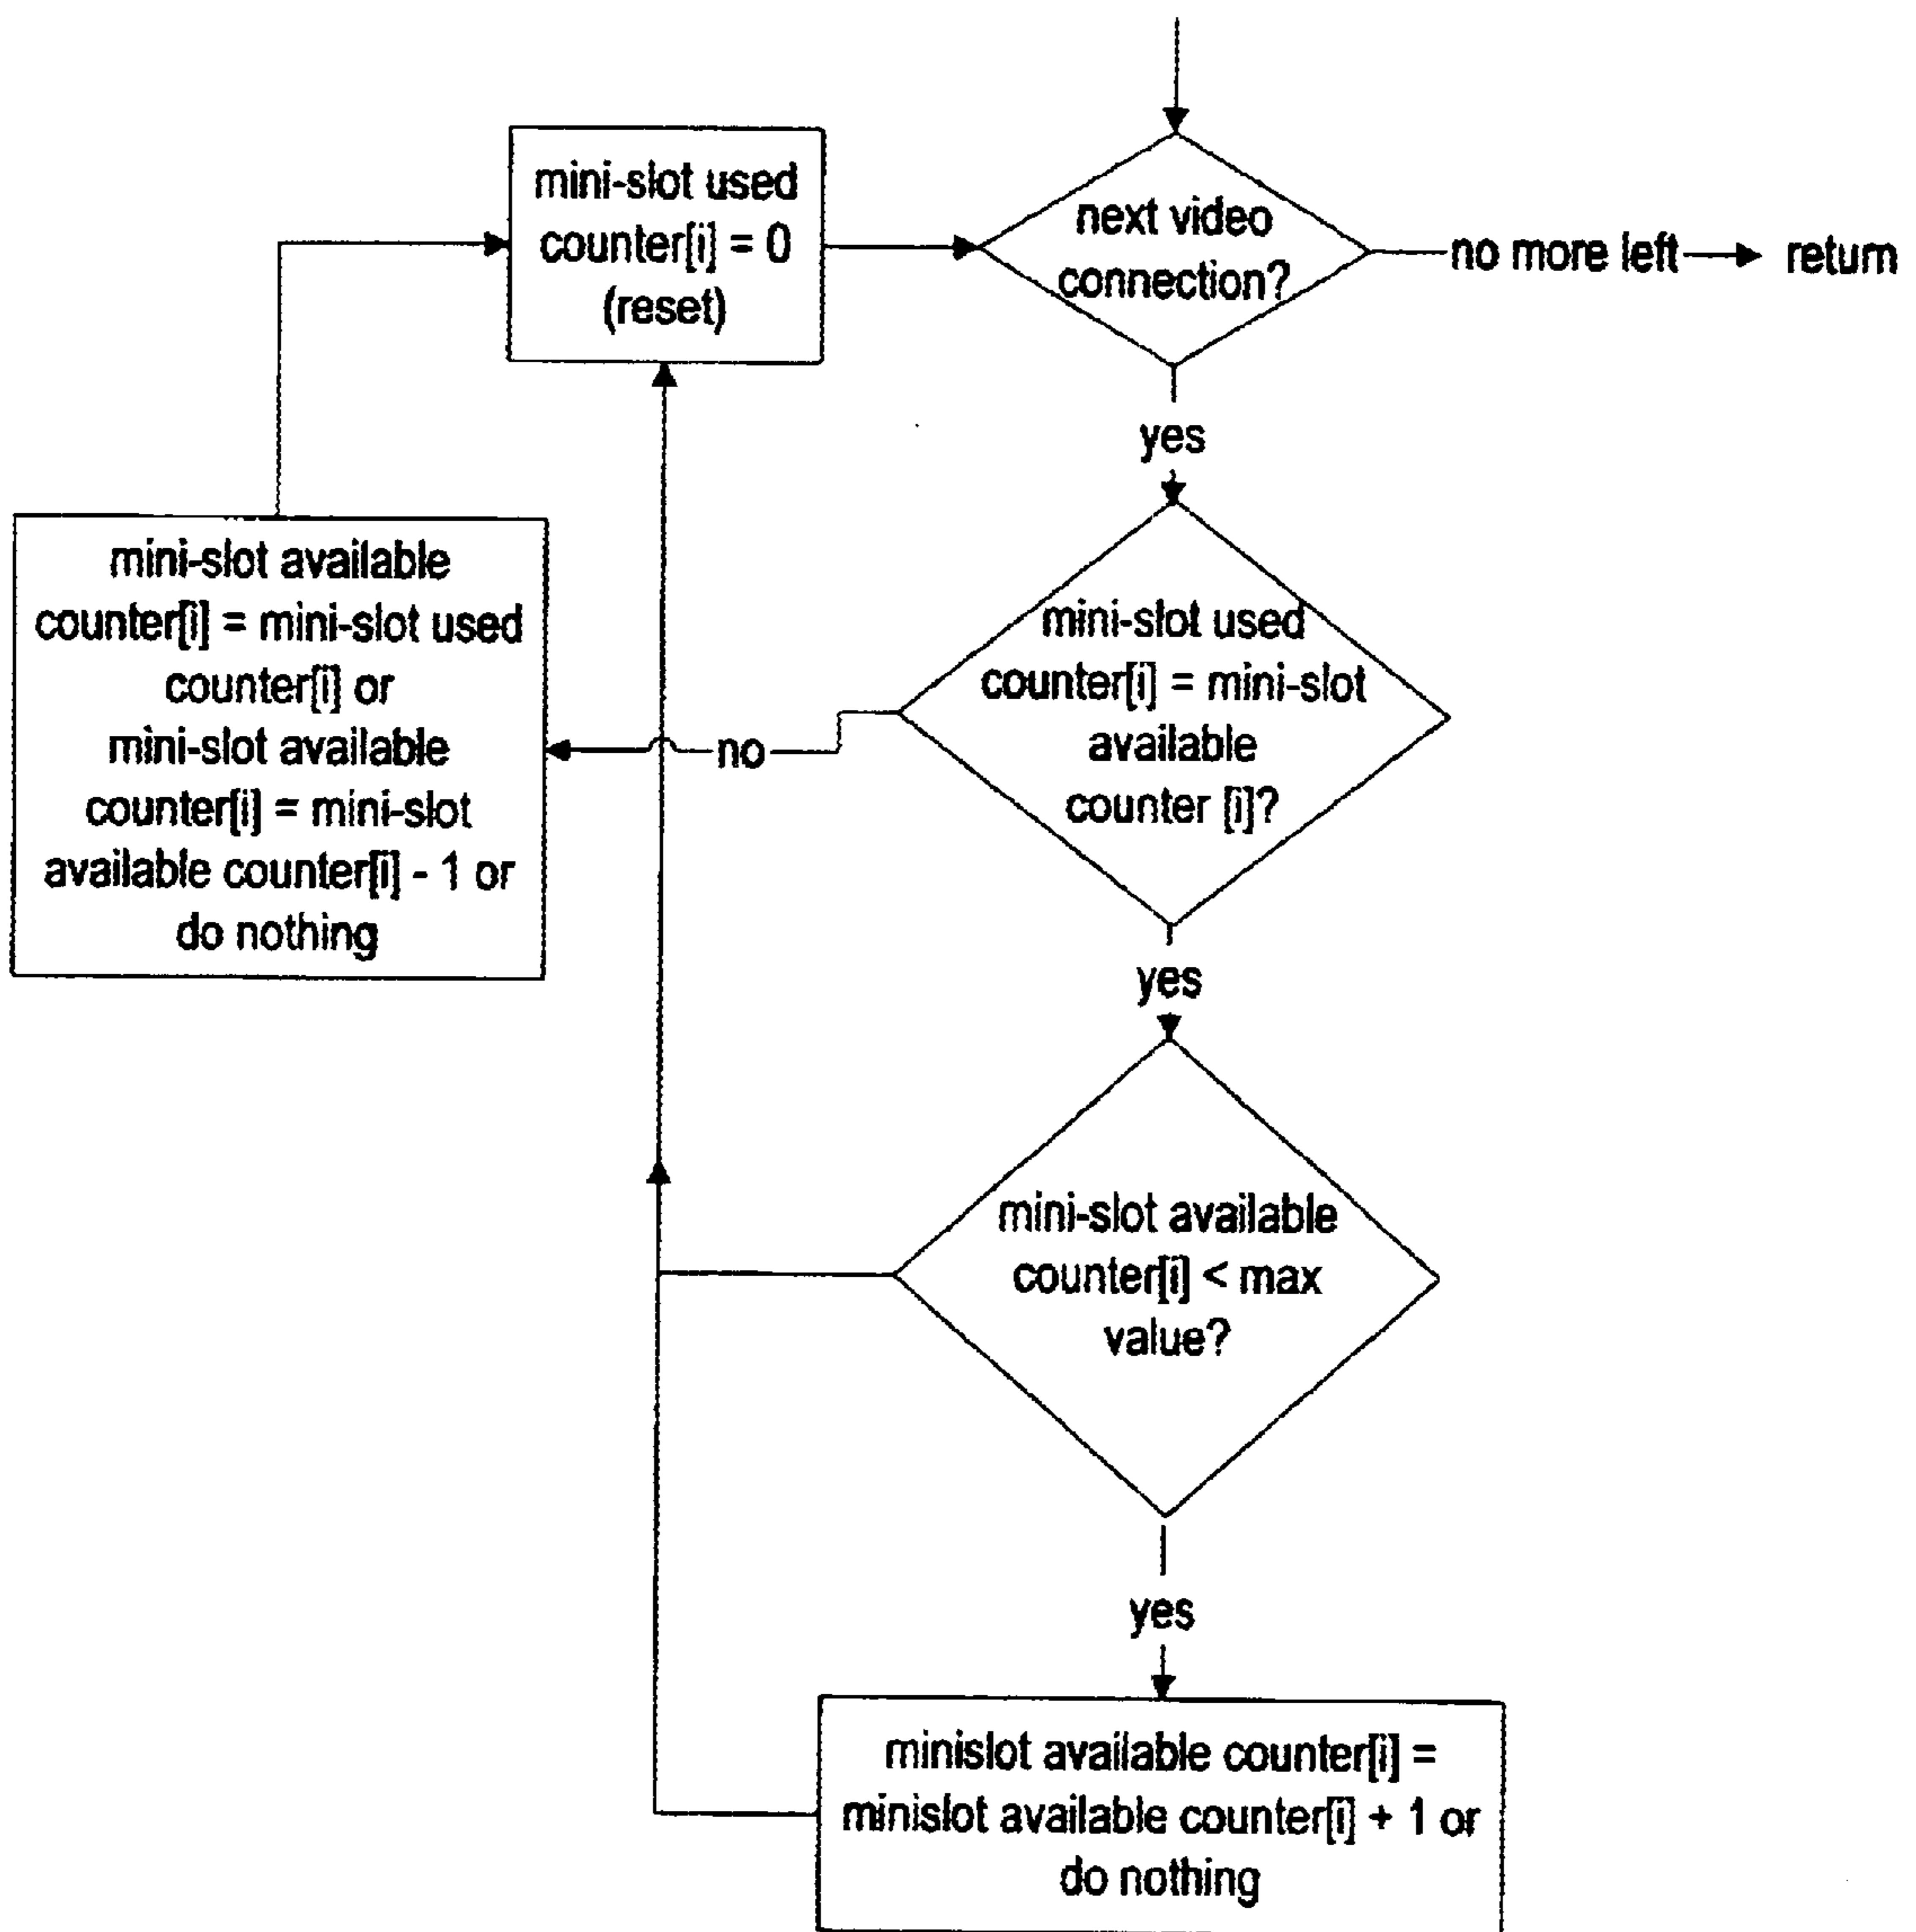 mini-slot used
counter[i] = 0
(reset)
next video
connection?
no more left
return
yes
mini-slot available
counter[i] = mini-slot used
counter[i] or
mini-slot available
counter[i] = mini-slot
available counter[i] - 1 or
do nothing
no
mini-slot used
counter[i] = mini-slot
available
counter [i]?
yes
mini-slot available
counter[i] < max
value?
yes
minislot available counter[i] =
minislot available counter[i] + 1 or
do nothing